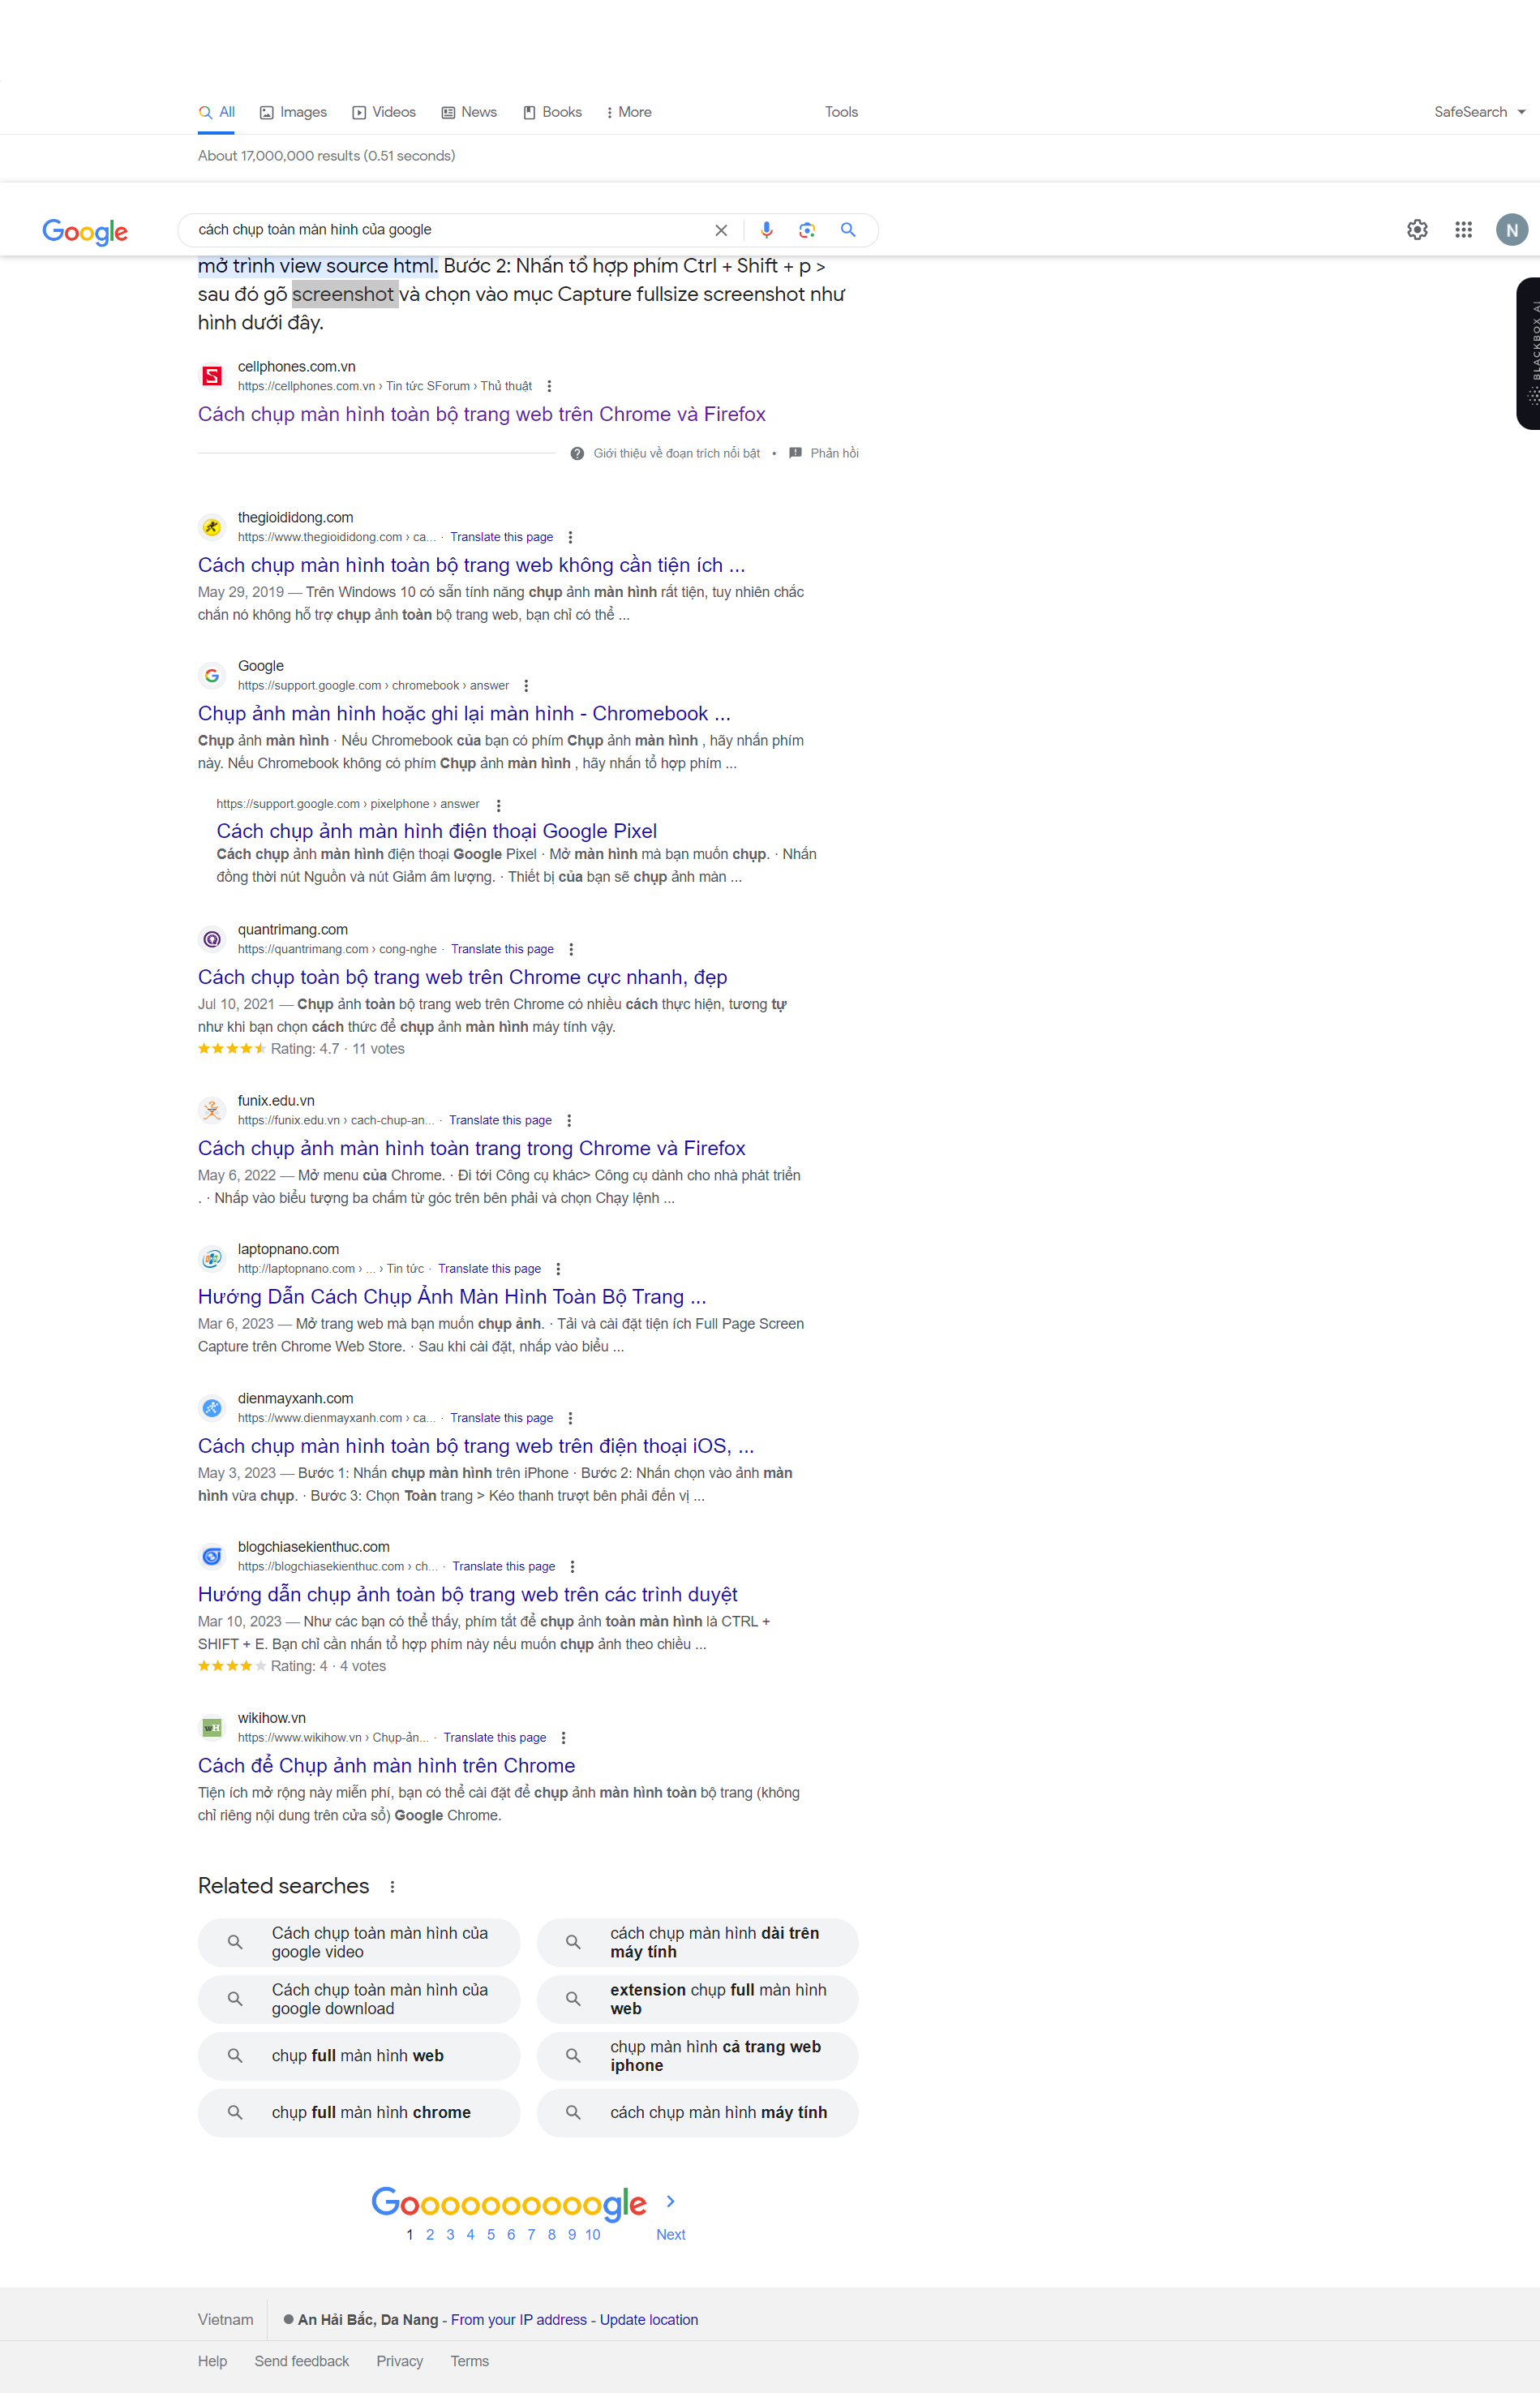 All Images Videos News Books More Tools SafeSearch
About 17,000,000 results (0.51 seconds)
Google cách chụp toàn màn hình của google N
mở trình view source html. Bước 2: Nhấn tổ hợp phím Ctrl + Shift + p >
sau đó gõ screenshot và chọn vào mục Capture fullsize screenshot như
hình dưới đây.
BLACKBOX AI
cellphones.com.vn
https://cellphones.com.vn › Tin tức SForum › Thủ thuật
Cách chụp màn hình toàn bộ trang web trên Chrome và Firefox
Giới thiệu về đoạn trích nổi bật • Phản hồi
thegioididong.com
https://www.thegioididong.com › ca... · Translate this page
Cách chụp màn hình toàn bộ trang web không cần tiện ích ...
May 29, 2019 — Trên Windows 10 có sẵn tính năng chụp ảnh màn hình rất tiện, tuy nhiên chắc
chắn nó không hỗ trợ chụp ảnh toàn bộ trang web, bạn chỉ có thể ...
Google
https://support.google.com › chromebook › answer
Chụp ảnh màn hình hoặc ghi lại màn hình - Chromebook ...
Chụp ảnh màn hình · Nếu Chromebook của bạn có phím Chụp ảnh màn hình , hãy nhấn phím
này. Nếu Chromebook không có phím Chụp ảnh màn hình , hãy nhấn tổ hợp phím ...
https://support.google.com › pixelphone › answer
Cách chụp ảnh màn hình điện thoại Google Pixel
Cách chụp ảnh màn hình điện thoại Google Pixel · Mở màn hình mà bạn muốn chụp. · Nhấn
đồng thời nút Nguồn và nút Giảm âm lượng. · Thiết bị của bạn sẽ chụp ảnh màn ...
quantrimang.com
https://quantrimang.com › cong-nghe · Translate this page
Cách chụp toàn bộ trang web trên Chrome cực nhanh, đẹp
Jul 10, 2021 — Chụp ảnh toàn bộ trang web trên Chrome có nhiều cách thực hiện, tương tự
như khi bạn chọn cách thức để chụp ảnh màn hình máy tính vậy.
Rating: 4.7 · 11 votes
funix.edu.vn
https://funix.edu.vn › cach-chup-an... · Translate this page
Cách chụp ảnh màn hình toàn trang trong Chrome và Firefox
May 6, 2022 — Mở menu của Chrome. · Đi tới Công cụ khác> Công cụ dành cho nhà phát triển
. · Nhấp vào biểu tượng ba chấm từ góc trên bên phải và chọn Chạy lệnh ...
laptopnano.com
http://laptopnano.com › ... › Tin tức · Translate this page
Hướng Dẫn Cách Chụp Ảnh Màn Hình Toàn Bộ Trang ...
Mar 6, 2023 — Mở trang web mà bạn muốn chụp ảnh. · Tải và cài đặt tiện ích Full Page Screen
Capture trên Chrome Web Store. · Sau khi cài đặt, nhấp vào biểu ...
dienmayxanh.com
https://www.dienmayxanh.com › ca... · Translate this page
Cách chụp màn hình toàn bộ trang web trên điện thoại iOS, ...
May 3, 2023 — Bước 1: Nhấn chụp màn hình trên iPhone · Bước 2: Nhấn chọn vào ảnh màn
hình vừa chụp. · Bước 3: Chọn Toàn trang > Kéo thanh trượt bên phải đến vị ...
blogchiasekienthuc.com
https://blogchiasekienthuc.com › ch... · Translate this page
Hướng dẫn chụp ảnh toàn bộ trang web trên các trình duyệt
Mar 10, 2023 — Như các bạn có thể thấy, phím tắt để chụp ảnh toàn màn hình là CTRL +
SHIFT + E. Bạn chỉ cần nhấn tổ hợp phím này nếu muốn chụp ảnh theo chiều ...
Rating: 4 · 4 votes
wH wikihow.vn
https://www.wikihow.vn › Chụp-ản... · Translate this page
Cách để Chụp ảnh màn hình trên Chrome
Tiện ích mở rộng này miễn phí, bạn có thể cài đặt để chụp ảnh màn hình toàn bộ trang (không
chỉ riêng nội dung trên cửa sổ) Google Chrome.
Related searches
Cách chụp toàn màn hình của
google video
cách chụp màn hình dài trên
máy tính
Cách chụp toàn màn hình của
google download
extension chụp full màn hình
web
chụp full màn hình web
chụp màn hình cả trang web
iphone
chụp full màn hình chrome
cách chụp màn hình máy tính
Goooooooooogle
1 2 3 4 5 6 7 8 9 10 Next
Vietnam An Hải Bắc, Da Nang - From your IP address - Update location
Help Send feedback Privacy Terms